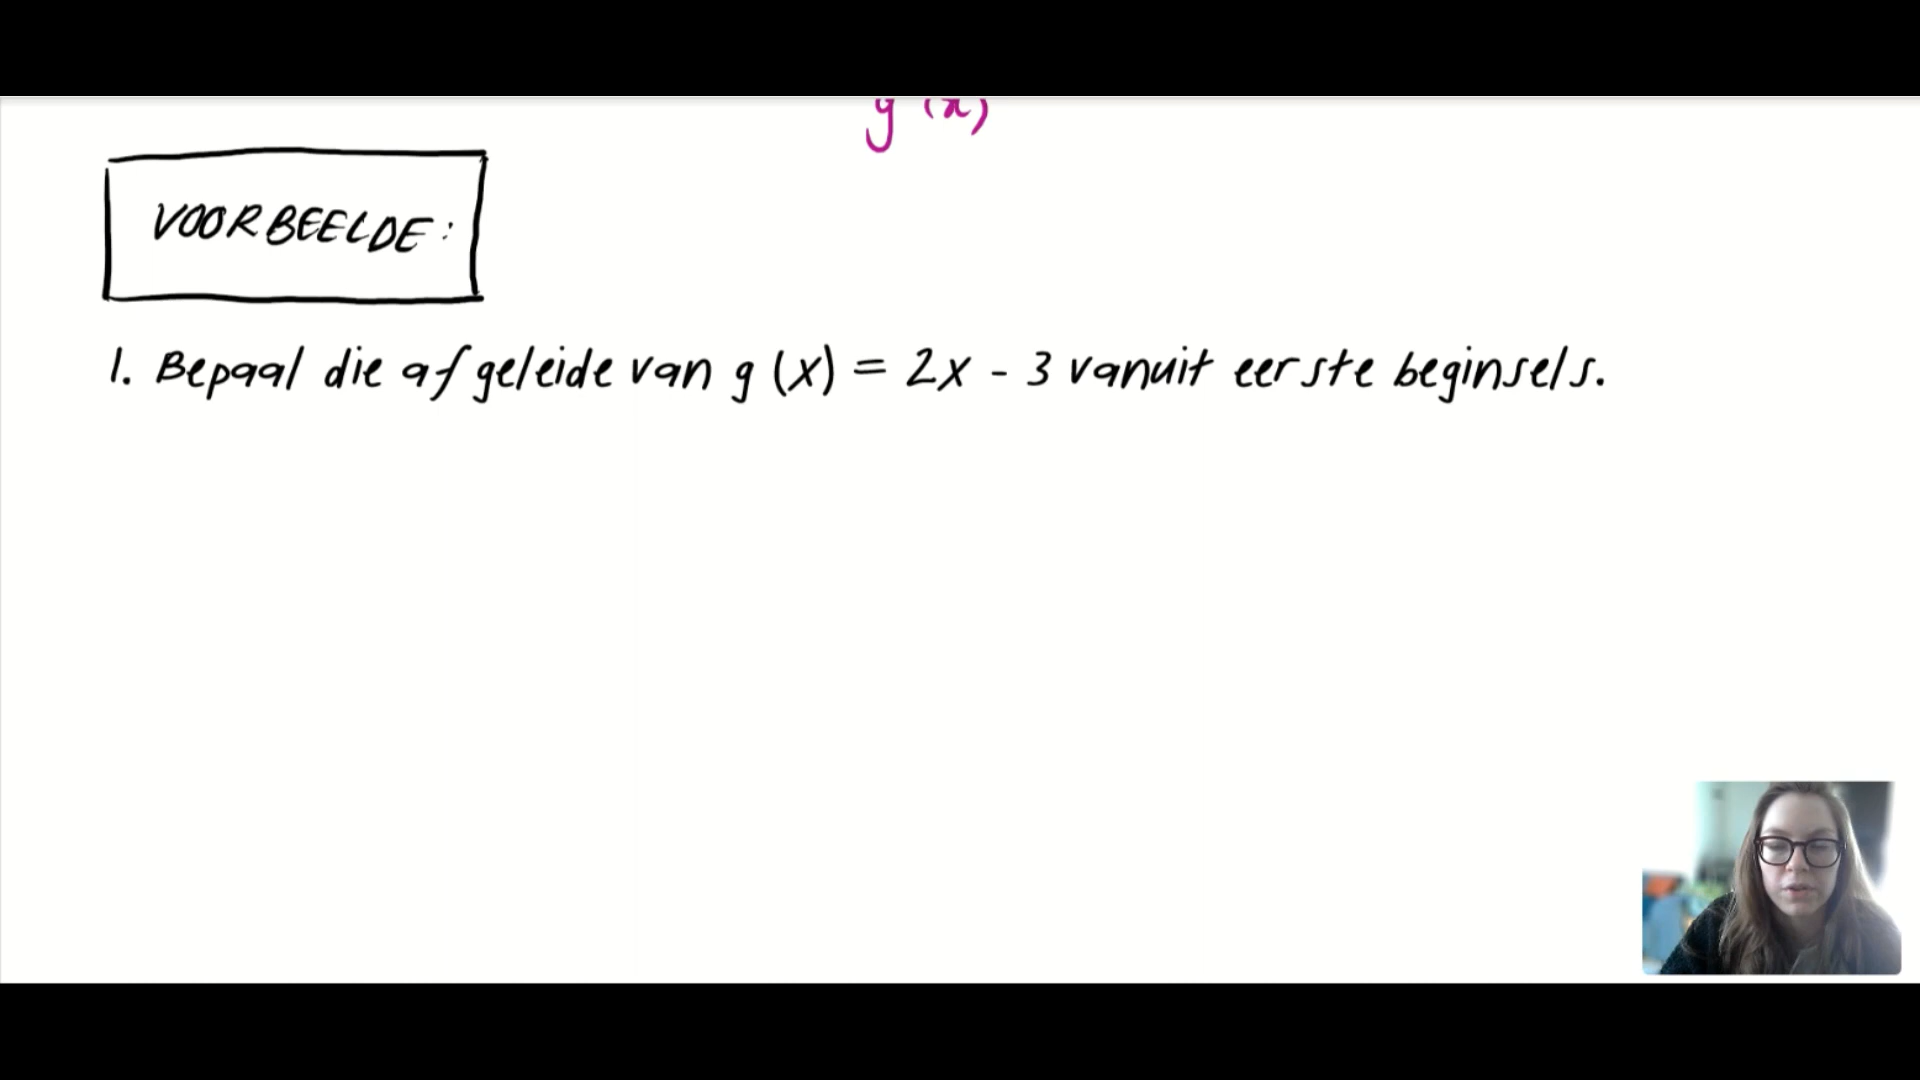 g (x)
VOORBEELDE:
1. Bepaal die afgeleide van g (x) = 2x - 3 vanuit eerste beginsels.